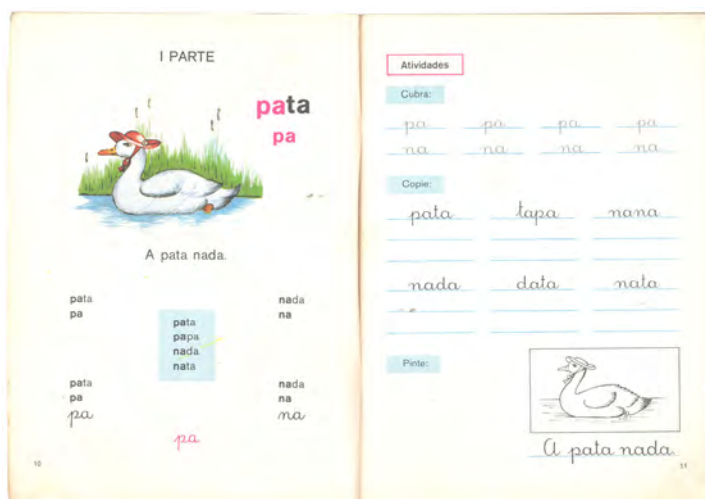 I PARTE
pata
pa
A pata nada.
pata
pa
nada
na
pata
papa
nada
nata
pata
pa
pa
nada
na
na
pa
10
Atividades
Cubra:
pa pa pa pa
na na na na
Copie:
pata tapa nana
nada data nata
Pinte:
A pata nada.
11